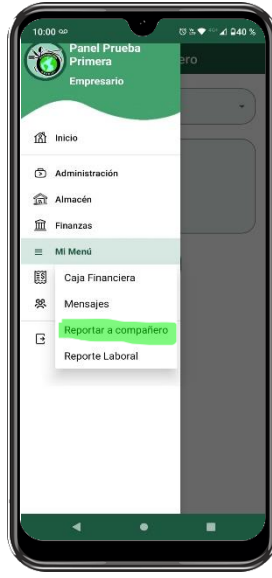 10:00
40
Panel Prueba
Primera
Empresario
ero
Inicio
Administración
Almacén
Finanzas
Mi Menú
Caja Financiera
Mensajes
Reportar a compañero
Reporte Laboral